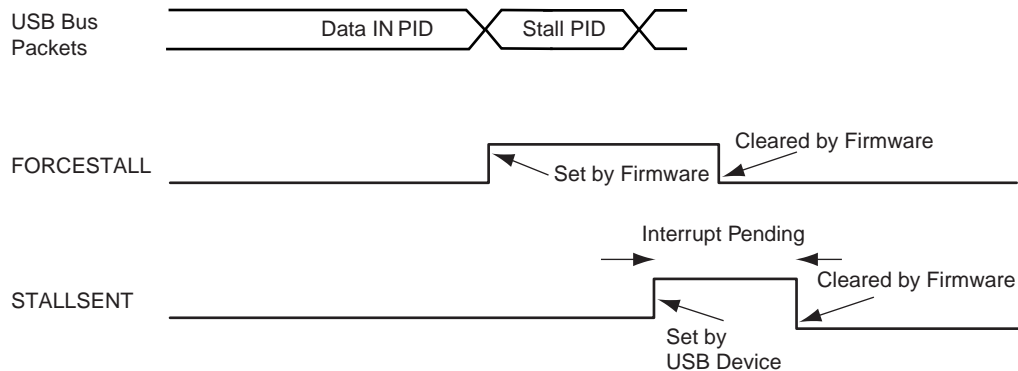 USB Bus
Packets
Data IN PID
Stall PID
FORCESTALL
Set by Firmware
Cleared by Firmware
Interrupt Pending
STALLSENT
Set by
USB Device
Cleared by Firmware